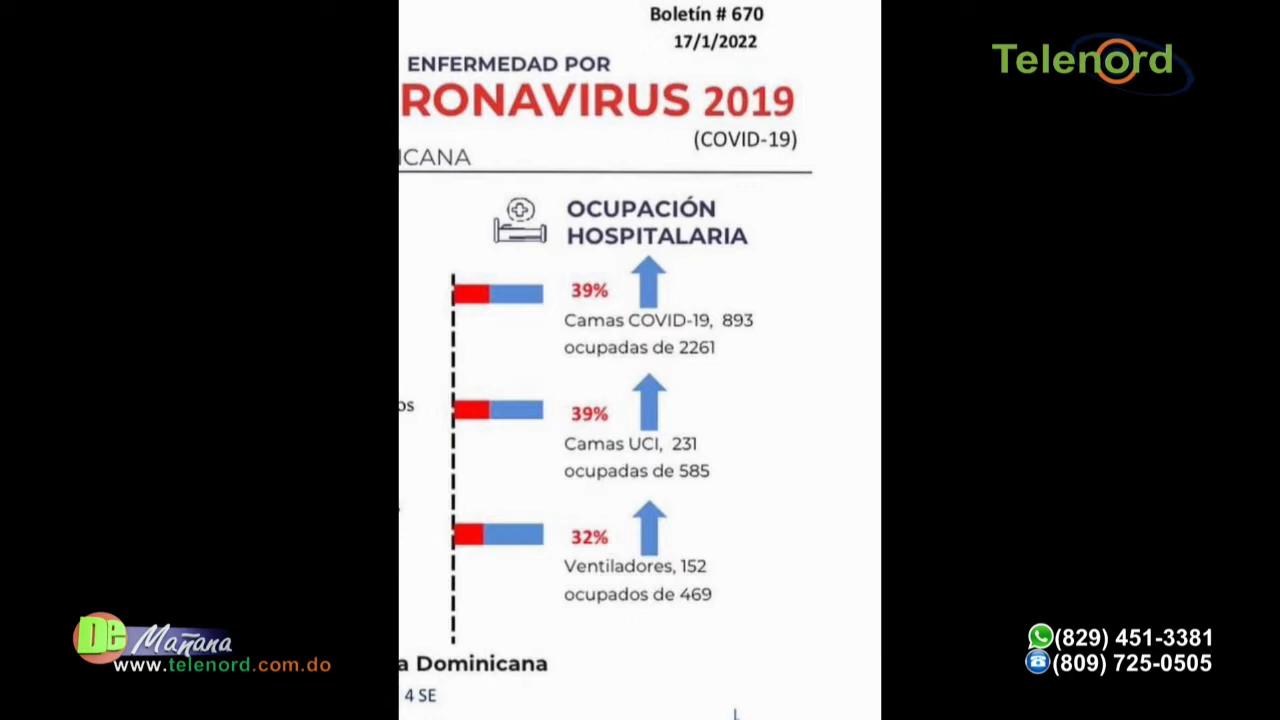 Boletín # 670
17/1/2022
Telenord
ENFERMEDAD POR
RONAVIRUS 2019
(COVID-19)
ICANA
OCUPACIÓN
HOSPITALARIA
39%
Camas COVID-19, 893
ocupadas de 2261
os
39%
Camas UCI, 231
ocupadas de 585
32%
Ventiladores, 152
ocupados de 469
a Dominicana
4 SE
L
De Mañana
www.telenord.com.do
(829) 451-3381
(809) 725-0505